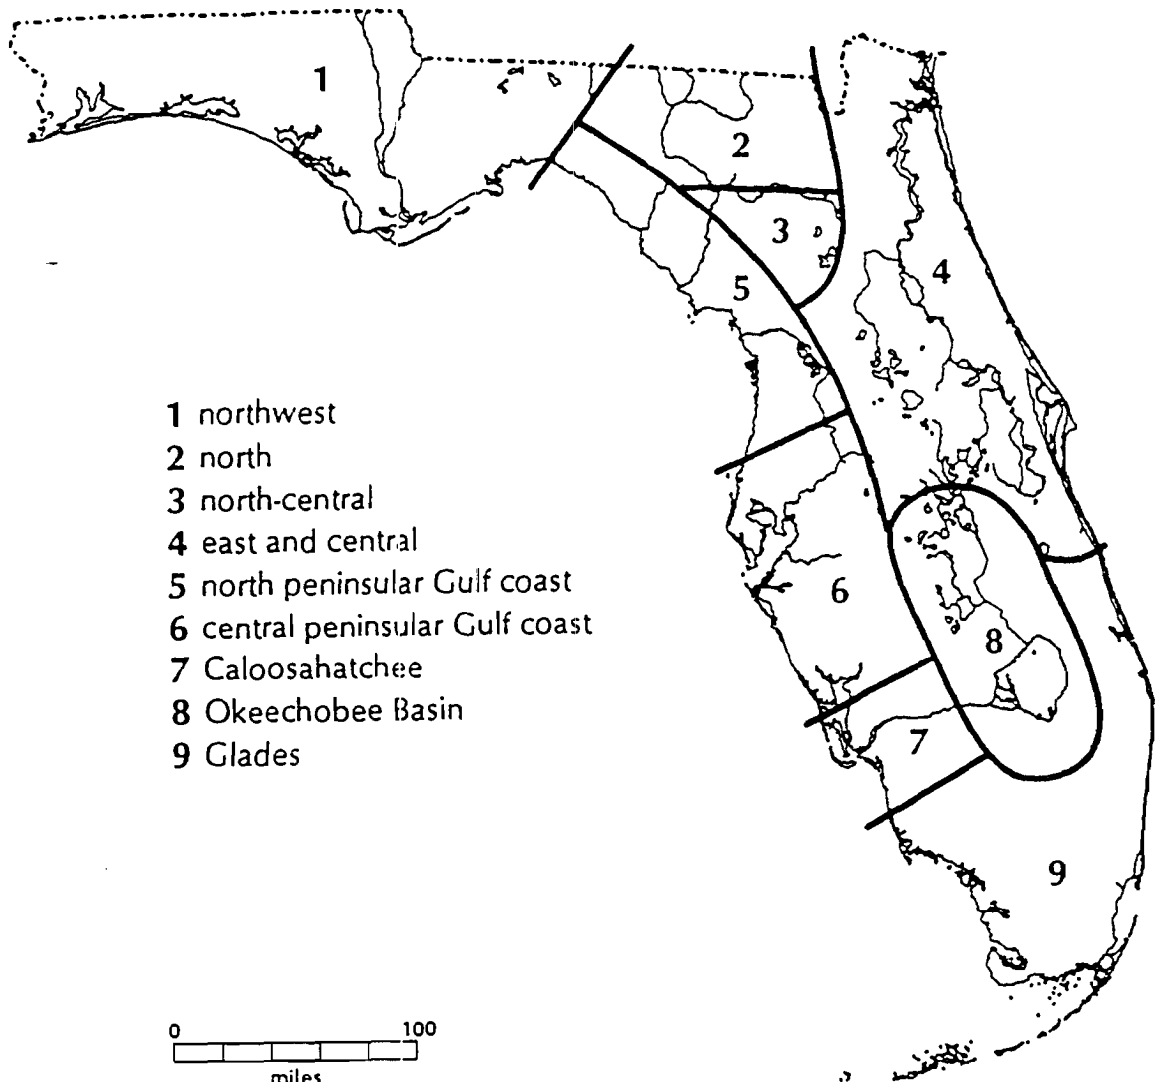 1
2
3
4
5
6
7
8
9
1 northwest
2 north
3 north-central
4 east and central
5 north peninsular Gulf coast
6 central peninsular Gulf coast
7 Caloosahatchee
8 Okeechobee Basin
9 Glades
0 100
miles